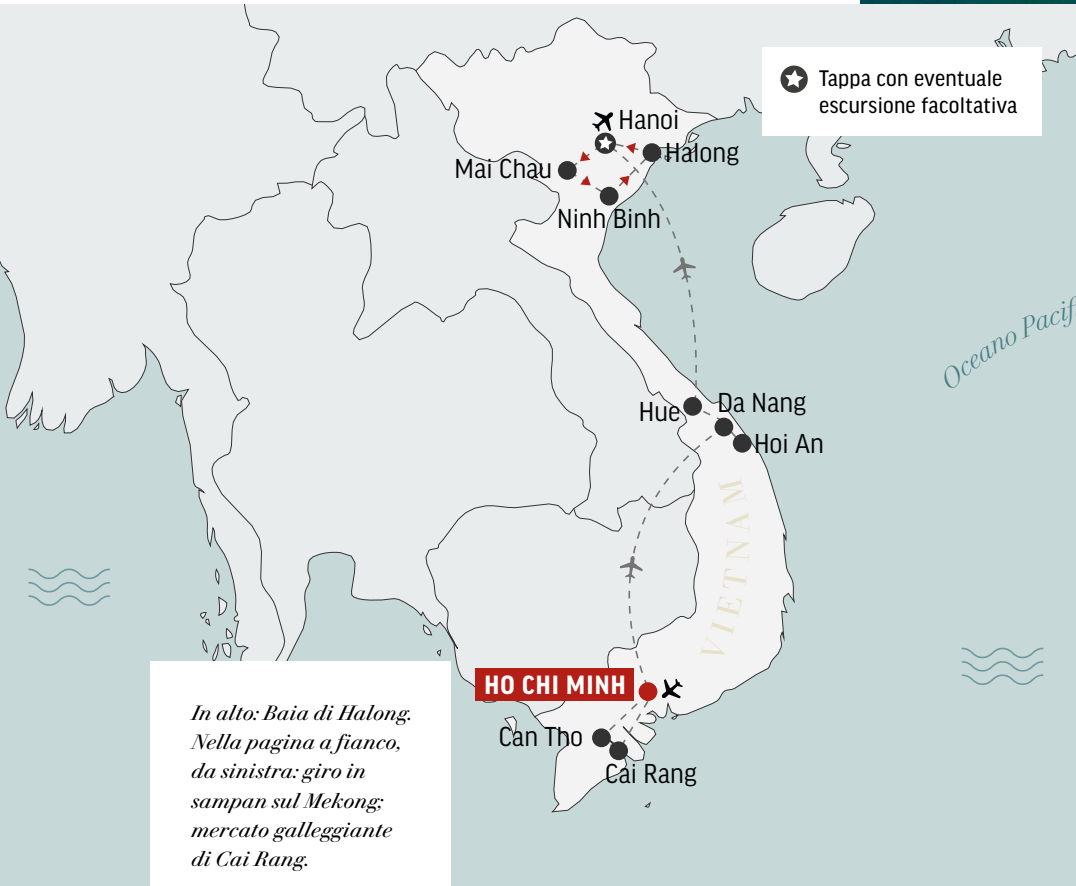 Tappa con eventuale
escursione facoltativa
Hanoi
Halong
Mai Chau
Ninh Binh
Oceano Pacif
Hue
Da Nang
Hoi An
VIETNAM
HO CHI MINH
Can Tho
Cai Rang
In alto: Baia di Halong.
Nella pagina a fianco,
da sinistra: giro in
sampan sul Mekong;
mercato galleggiante
di Cai Rang.